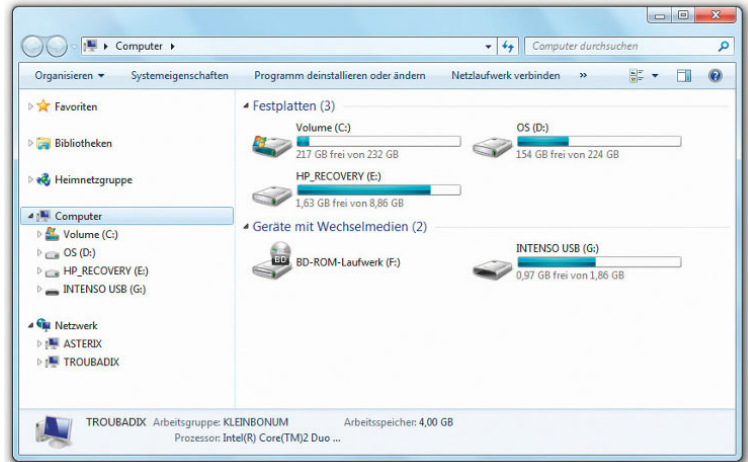 Computer
Computer durchsuchen
Organisieren Systemeigenschaften Programm deinstallieren oder ändern Netzlaufwerk verbinden »
Favoriten
Bibliotheken
Heimnetzgruppe
Computer
Volume (C:)
OS (D:)
HP_RECOVERY (E:)
INTENSO USB (G:)
Netzwerk
ASTERIX
TROUBADIX
Festplatten (3)
Volume (C:)
217 GB frei von 232 GB
OS (D:)
154 GB frei von 224 GB
HP_RECOVERY (E:)
1,63 GB frei von 8,86 GB
Geräte mit Wechselmedien (2)
BD
BD-ROM-Laufwerk (F:)
INTENSO USB (G:)
0,97 GB frei von 1,86 GB
TROUBADIX Arbeitsgruppe: KLEINBONUM Arbeitsspeicher: 4,00 GB
Prozessor: Intel(R) Core(TM)2 Duo ...